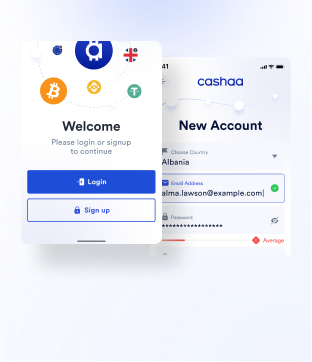 Welcome
Please login or signup
to continue
Login
Sign up
41
cashaa
New Account
Choose Country
Albania
Email Address
alma.lawson@example.com
Password
*****************
Average